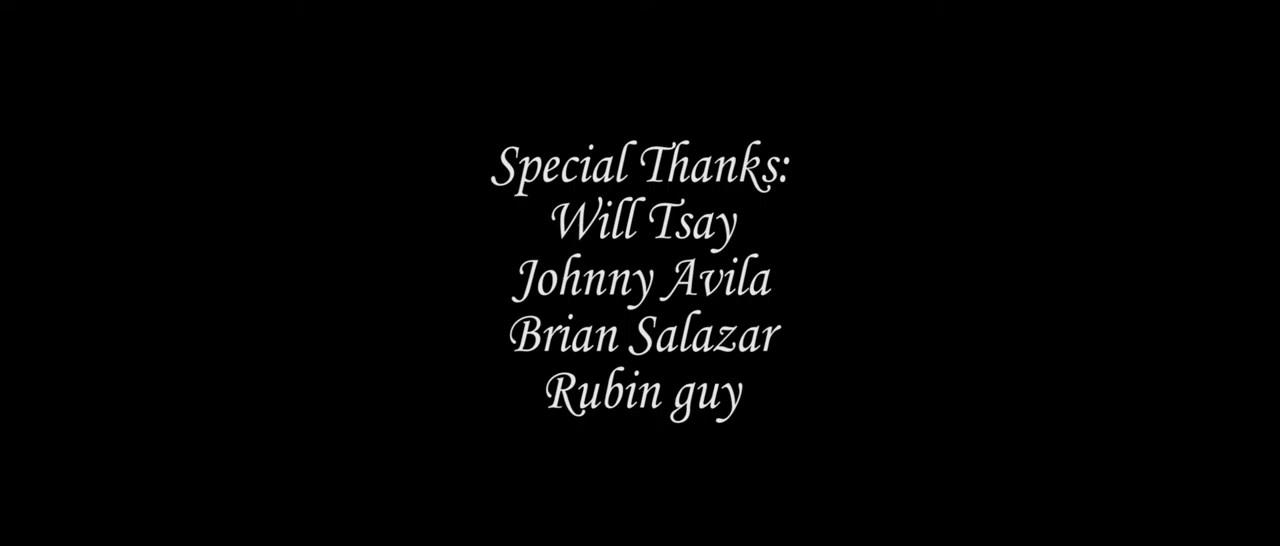 Special Thanks:
Will Tsay
Johnny Avila
Brian Salazar
Rubin guy